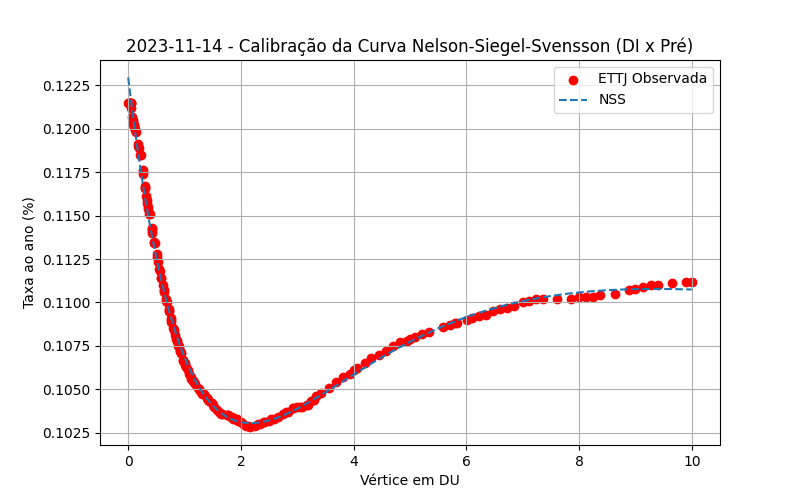 2023-11-14 - Calibração da Curva Nelson-Siegel-Svensson (DI x Pré)
ETTJ Observada
NSS
Taxa ao ano (%)
0.1225
0.1200
0.1175
0.1150
0.1125
0.1100
0.1075
0.1050
0.1025
0 2 4 6 8 10
Vértice em DU